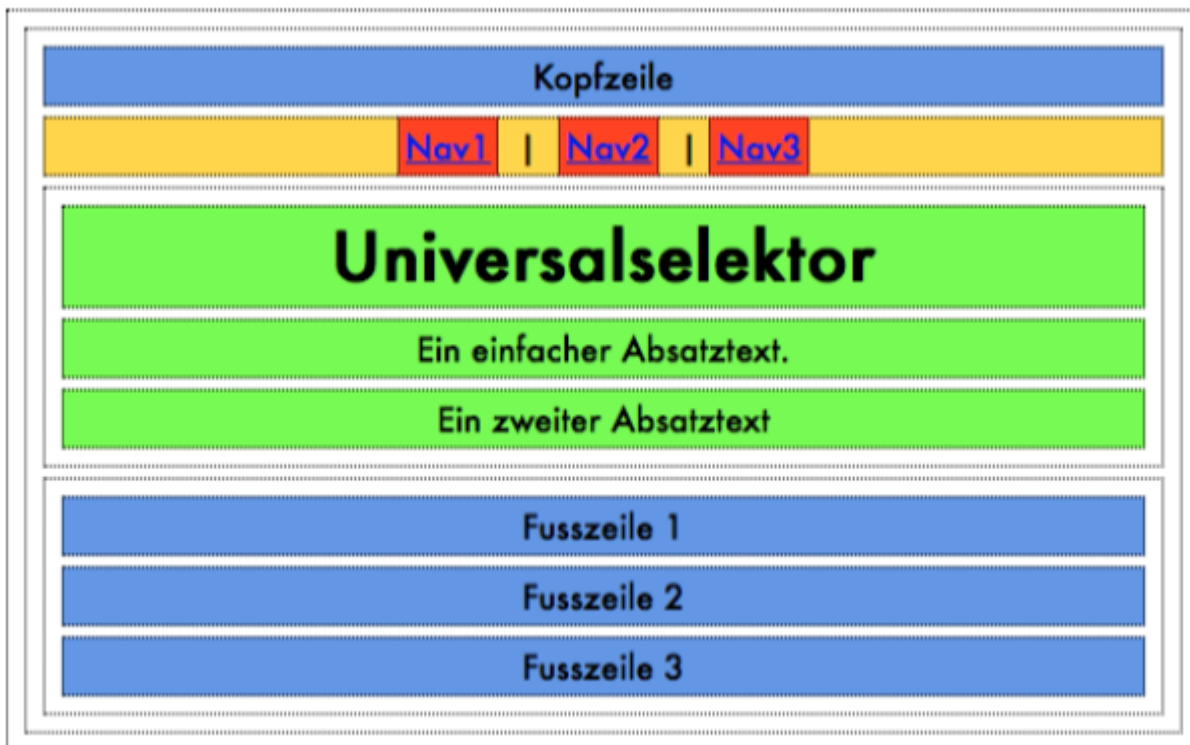 Kopfzeile
Nav1 | Nav2 | Nav3
Universalselektor
Ein einfacher Absatztext.
Ein zweiter Absatztext
Fusszeile 1
Fusszeile 2
Fusszeile 3